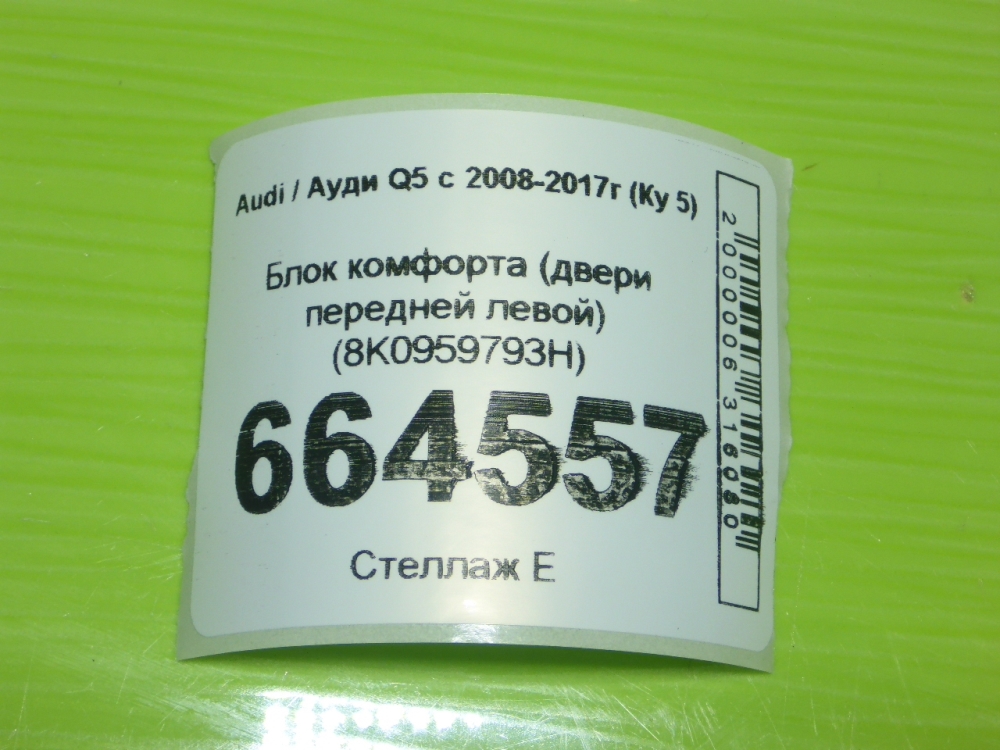 Audi / Ауди Q5 с 2008-2017г (Ку 5)
Блок комфорта (двери
передней левой)
(8K0959793H)
664557
Стеллаж Е
2000006316080